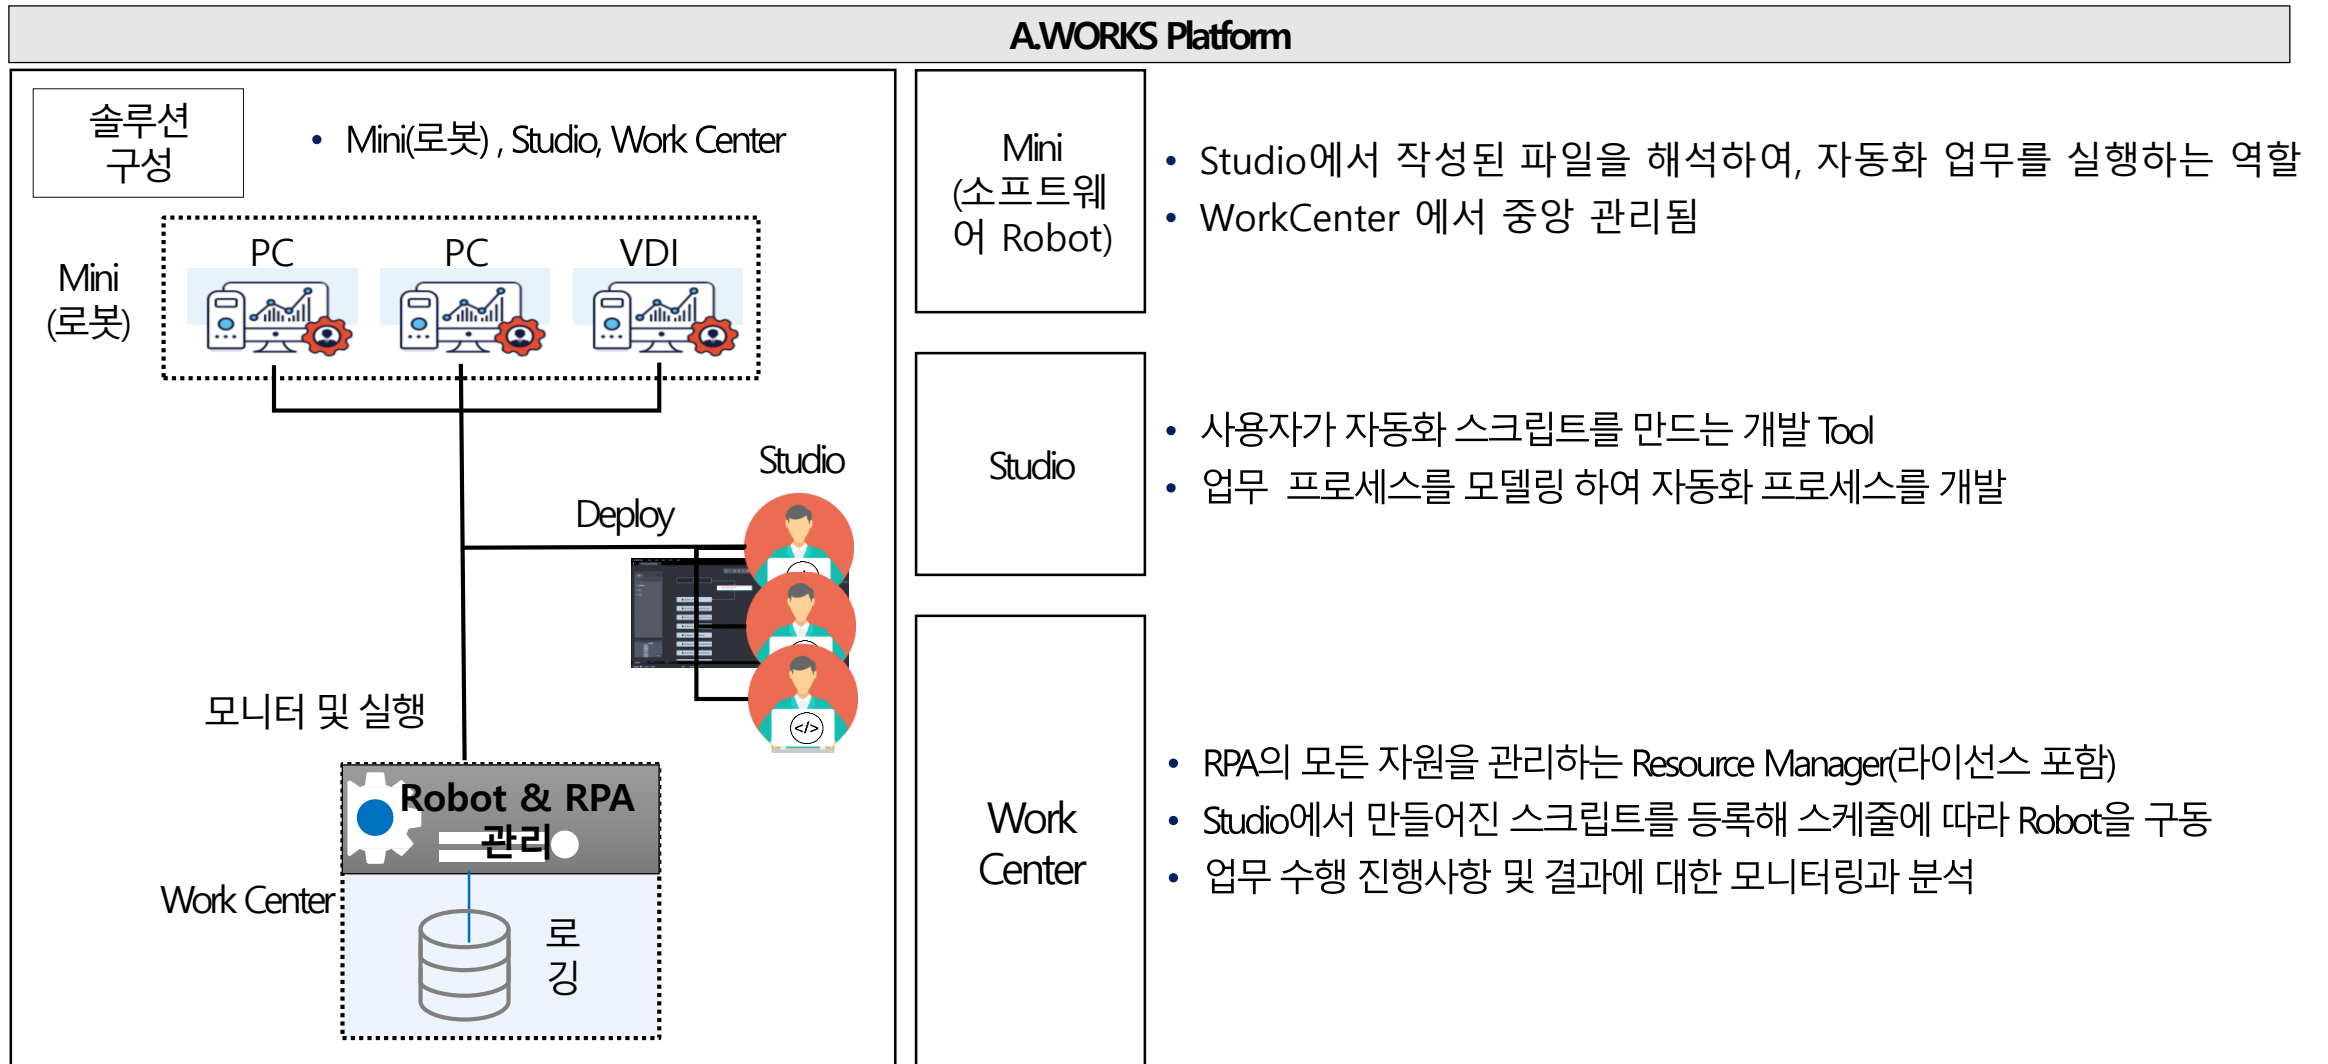 A.WORKS Platform
솔루션
구성
• Mini(로봇) , Studio, Work Center
Mini
(로봇)
PC
PC
VDI
Studio
Deploy
모니터 및 실행
Robot & RPA
관리
Work Center
로
깅
Mini
(소프트웨
어 Robot)
• Studio에서 작성된 파일을 해석하여, 자동화 업무를 실행하는 역할
• WorkCenter 에서 중앙 관리됨
Studio
• 사용자가 자동화 스크립트를 만드는 개발 Tool
• 업무 프로세스를 모델링 하여 자동화 프로세스를 개발
Work
Center
• RPA의 모든 자원을 관리하는 Resource Manager(라이선스 포함)
• Studio에서 만들어진 스크립트를 등록해 스케줄에 따라 Robot을 구동
• 업무 수행 진행사항 및 결과에 대한 모니터링과 분석